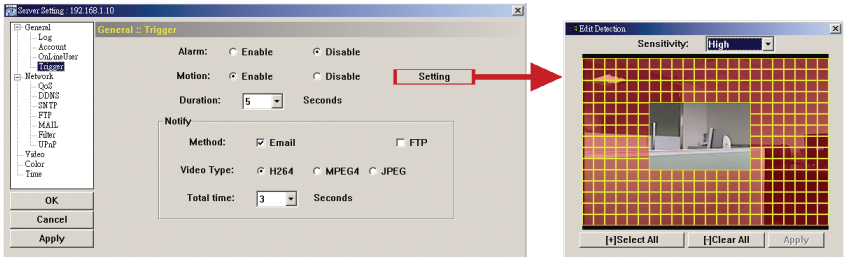 Server Setting : 192.168.1.10
General
Log
Account
OnLineUser
Trigger
Network
QoS
DDNS
SNTP
FTP
MAIL
Filter
UPnP
Video
Color
Time
OK
Cancel
Apply
General :: Trigger
Alarm: Enable Disable
Motion: Enable Disable Setting
Duration: 5 Seconds
Notify
Method: Email FTP
Video Type: H264 MPEG4 JPEG
Total time: 3 Seconds
Edit Detection
Sensitivity: High
[+]Select All [-]Clear All Apply